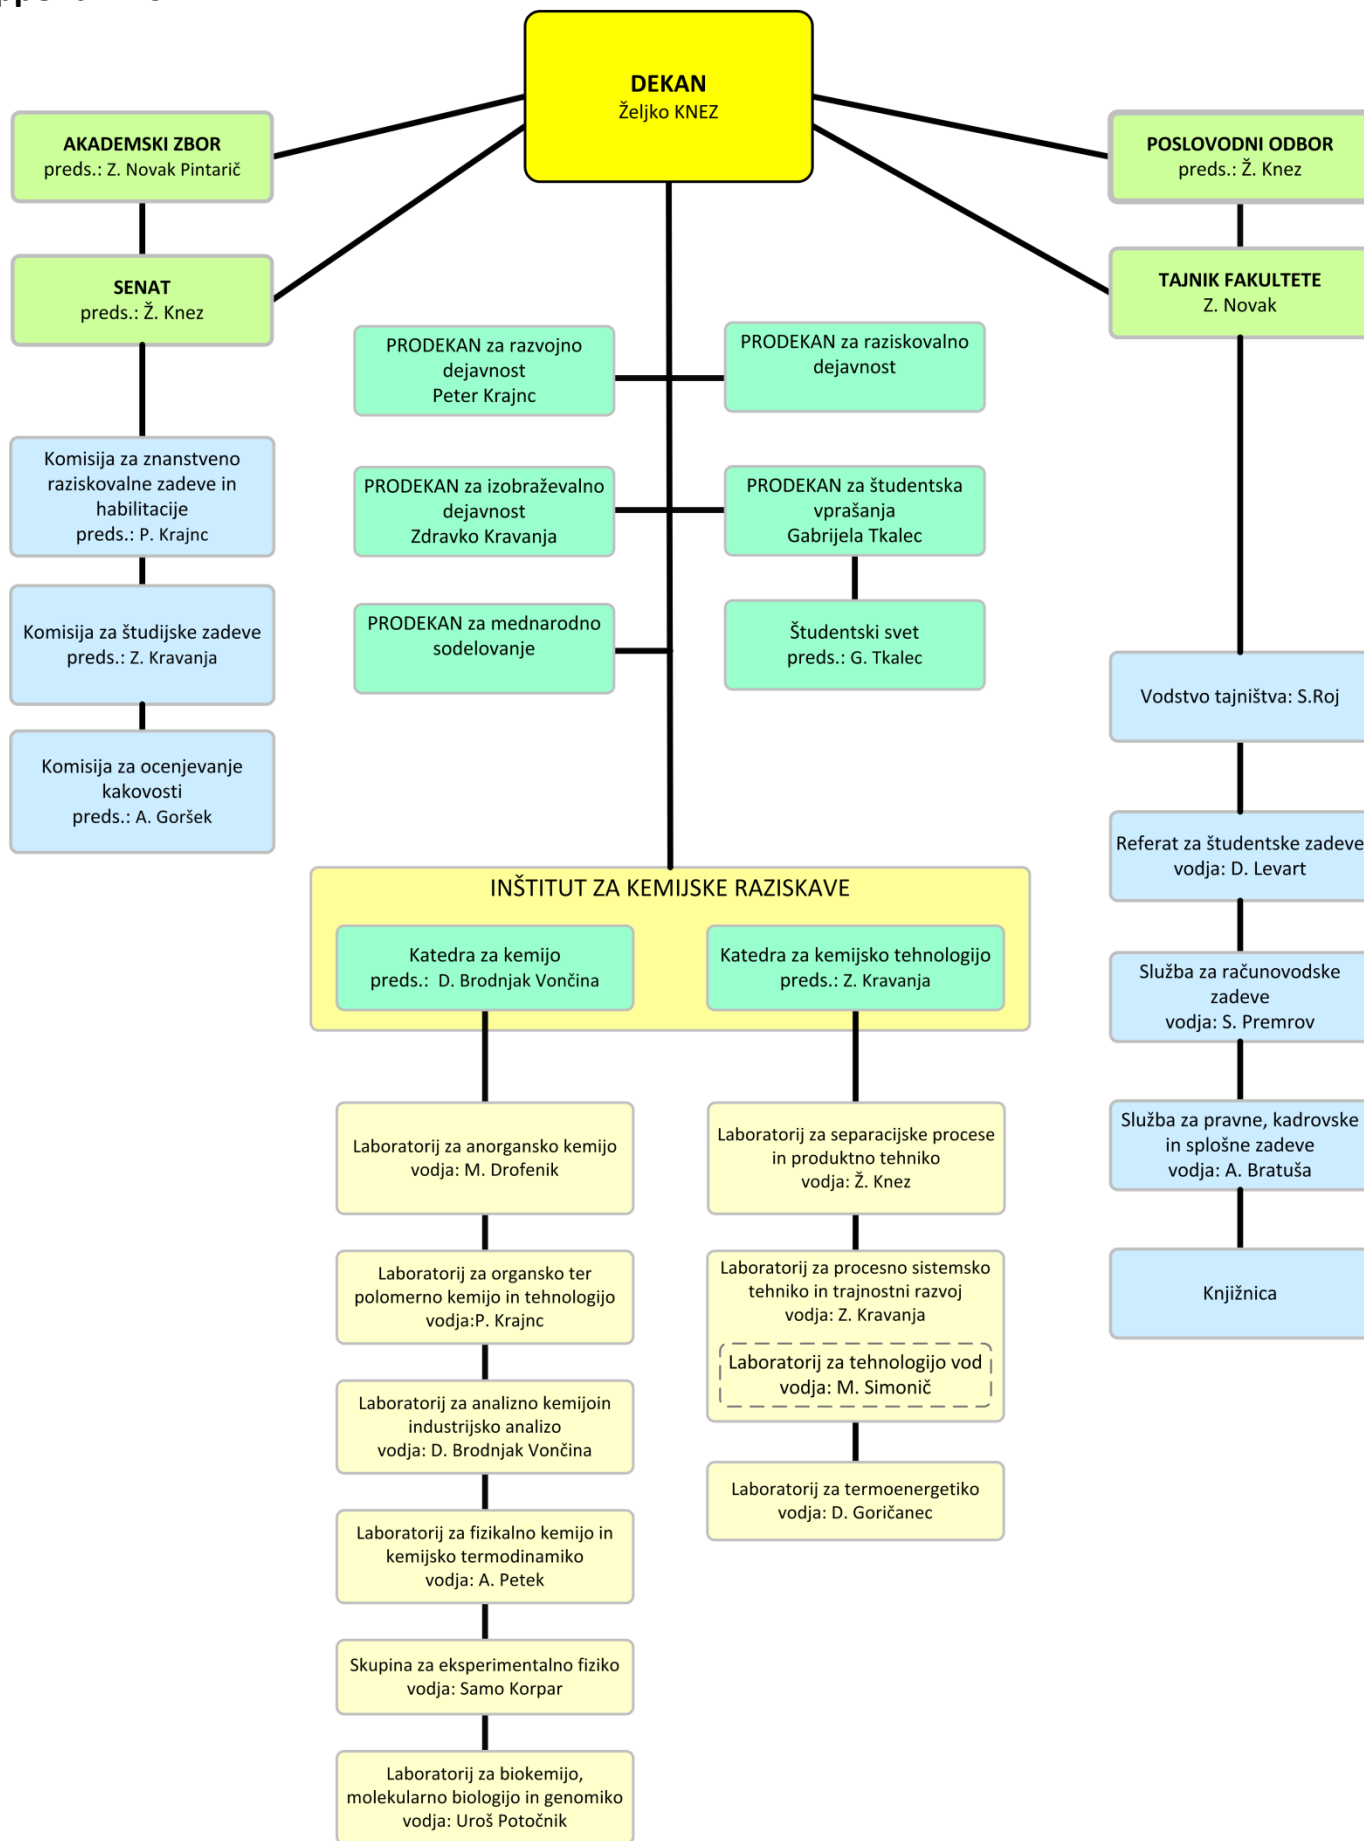 DEKAN
Željko KNEZ
AKADEMSKI ZBOR
preds.: Z. Novak Pintarič
POSLOVODNI ODBOR
preds.: Ž. Knez
SENAT
preds.: Ž. Knez
TAJNIK FAKULTETE
Z. Novak
PRODEKAN za razvojno
dejavnost
Peter Krajnc
PRODEKAN za raziskovalno
dejavnost
PRODEKAN za izobraževalno
dejavnost
Zdravko Kravanja
PRODEKAN za študentska
vprašanja
Gabrijela Tkalec
PRODEKAN za mednarodno
sodelovanje
Študentski svet
preds.: G. Tkalec
Komisija za znanstveno
raziskovalne zadeve in
habilitacije
preds.: P. Krajnc
Komisija za študijske zadeve
preds.: Z. Kravanja
Komisija za ocenjevanje
kakovosti
preds.: A. Goršek
Vodstvo tajništva: S.Roj
Referat za študentske zadeve
vodja: D. Levart
Služba za računovodske
zadeve
vodja: S. Premrov
Služba za pravne, kadrovske
in splošne zadeve
vodja: A. Bratuša
Knjižnica
INŠTITUT ZA KEMIJSKE RAZISKAVE
Katedra za kemijo
preds.: D. Brodnjak Vončina
Katedra za kemijsko tehnologijo
preds.: Z. Kravanja
Laboratorij za anorgansko kemijo
vodja: M. Drofenik
Laboratorij za organsko ter
polomerno kemijo in tehnologijo
vodja:P. Krajnc
Laboratorij za analizno kemijoin
industrijsko analizo
vodja: D. Brodnjak Vončina
Laboratorij za fizikalno kemijo in
kemijsko termodinamiko
vodja: A. Petek
Skupina za eksperimentalno fiziko
vodja: Samo Korpar
Laboratorij za biokemijo,
molekularno biologijo in genomiko
vodja: Uroš Potočnik
Laboratorij za separacijske procese
in produktno tehniko
vodja: Ž. Knez
Laboratorij za procesno sistemsko
tehniko in trajnostni razvoj
vodja: Z. Kravanja
Laboratorij za tehnologijo vod
vodja: M. Simonič
Laboratorij za termoenergetiko
vodja: D. Goričanec